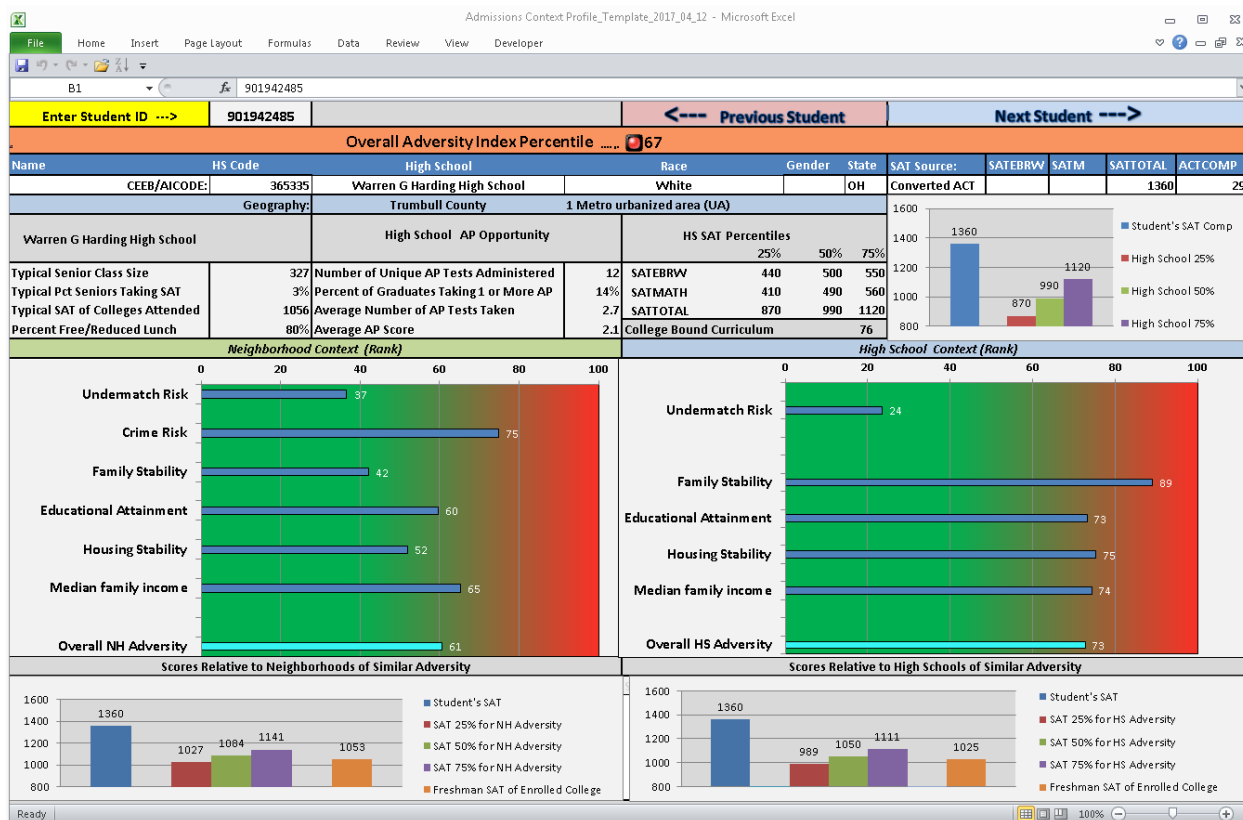 Admissions Context Profile_Template_2017_04_12 - Microsoft Excel
File Home Insert Page Layout Formulas Data Review View Developer
B1 fx 901942485
Enter Student ID ---> 901942485 <--- Previous Student Next Student --->
Overall Adversity Index Percentile ..... 67
Name HS Code High School Race Gender State SAT Source: SATEBRW SATM SATTOTAL ACTCOMP
CEEB/AICODE: 365335 Warren G Harding High School White OH Converted ACT 1360 29
Geography: Trumbull County 1 Metro urbanized area (UA)
Warren G Harding High School High School AP Opportunity HS SAT Percentiles
25% 50% 75%
Typical Senior Class Size 327 Number of Unique AP Tests Administered 12 SATEBRW 440 500 550
Typical Pct Seniors Taking SAT 3% Percent of Graduates Taking 1 or More AP 14% SATMATH 410 490 560
Typical SAT of Colleges Attended 1056 Average Number of AP Tests Taken 2.7 SATTOTAL 870 990 1120
Percent Free/Reduced Lunch 80% Average AP Score 2.1 College Bound Curriculum 76
1600
1400
1200
1000
800
1360
870
990
1120
Student's SAT Comp
High School 25%
High School 50%
High School 75%
Neighborhood Context (Rank)
0 20 40 60 80 100
Undermatch Risk 37
Crime Risk 75
Family Stability 42
Educational Attainment 60
Housing Stability 52
Median family income 65
Overall NH Adversity 61
High School Context (Rank)
0 20 40 60 80 100
Undermatch Risk 24
Family Stability 89
Educational Attainment 73
Housing Stability 75
Median family income 74
Overall HS Adversity 73
Scores Relative to Neighborhoods of Similar Adversity
1600
1400
1200
1000
800
1360
1027
1084
1141
1053
Student's SAT
SAT 25% for NH Adversity
SAT 50% for NH Adversity
SAT 75% for NH Adversity
Freshman SAT of Enrolled College
Scores Relative to High Schools of Similar Adversity
1600
1400
1200
1000
800
1360
989
1050
1111
1025
Student's SAT
SAT 25% for HS Adversity
SAT 50% for HS Adversity
SAT 75% for HS Adversity
Freshman SAT of Enrolled College
Ready 100%